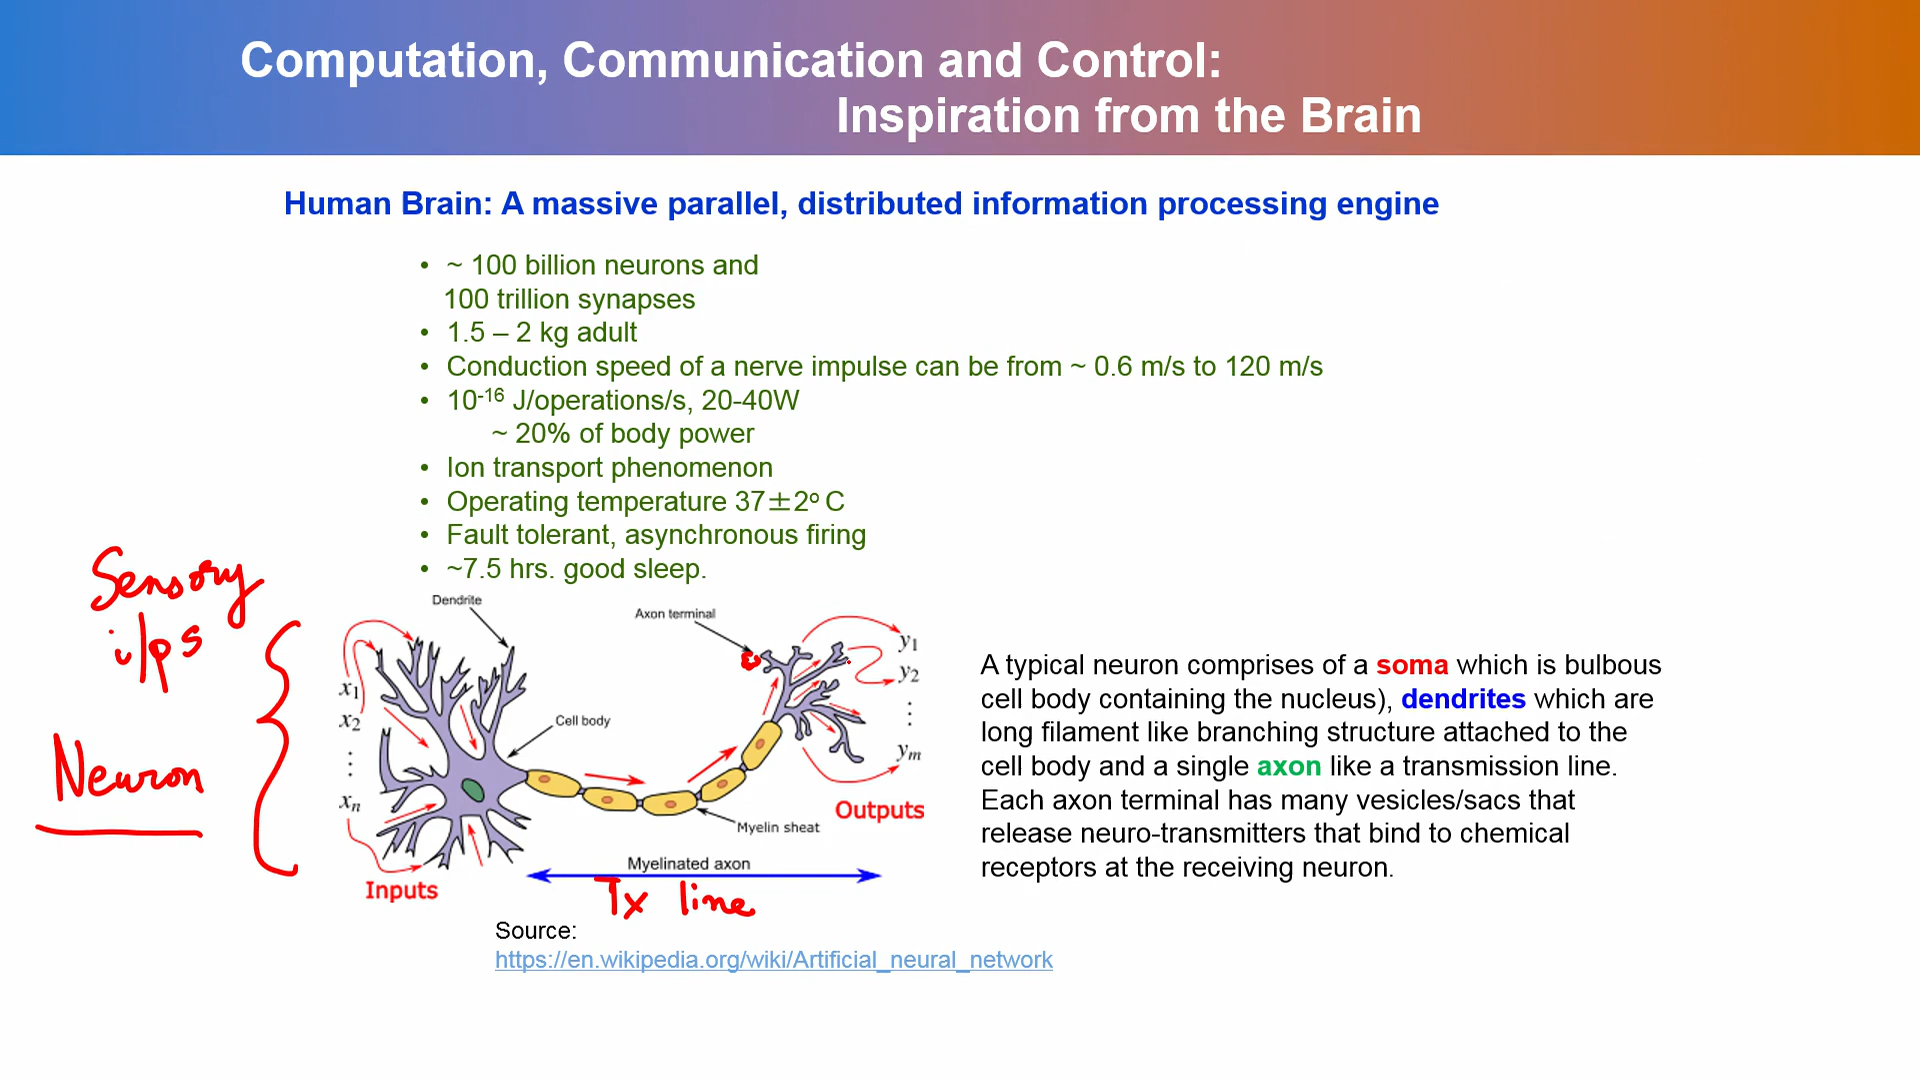 Computation, Communication and Control:
Inspiration from the Brain
Human Brain: A massive parallel, distributed information processing engine
• ~ 100 billion neurons and
100 trillion synapses
• 1.5 – 2 kg adult
• Conduction speed of a nerve impulse can be from ~ 0.6 m/s to 120 m/s
• 10⁻¹⁶ J/operations/s, 20-40W
~ 20% of body power
• Ion transport phenomenon
• Operating temperature 37±2º C
• Fault tolerant, asynchronous firing
• ~7.5 hrs. good sleep.
Sensory
i/ps
Neuron
Dendrite
Axon terminal
x1
x2
⋮
xn
Cell body
y1
y2
⋮
ym
Outputs
Myelin sheat
Myelinated axon
Inputs
Tx line
A typical neuron comprises of a soma which is bulbous
cell body containing the nucleus), dendrites which are
long filament like branching structure attached to the
cell body and a single axon like a transmission line.
Each axon terminal has many vesicles/sacs that
release neuro-transmitters that bind to chemical
receptors at the receiving neuron.
Source:
https://en.wikipedia.org/wiki/Artificial_neural_network